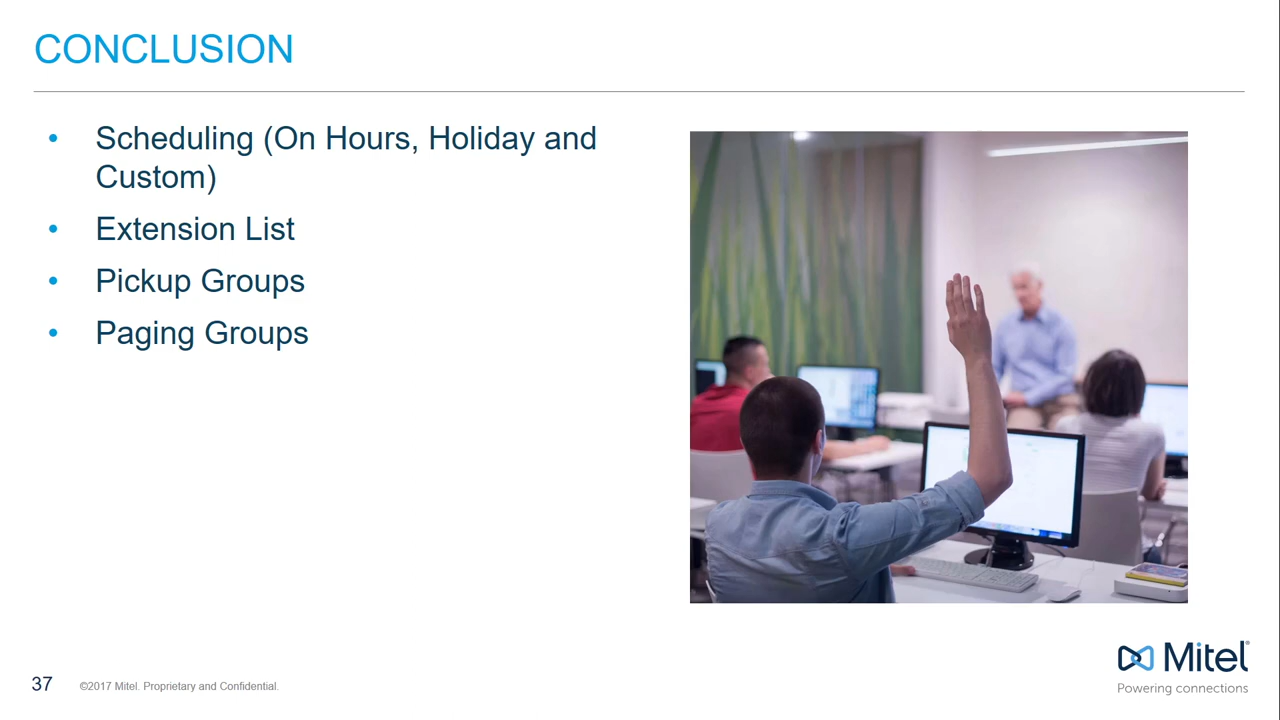 CONCLUSION
• Scheduling (On Hours, Holiday and
Custom)
• Extension List
• Pickup Groups
• Paging Groups
Mitel®
Powering connections
37 ©2017 Mitel. Proprietary and Confidential.